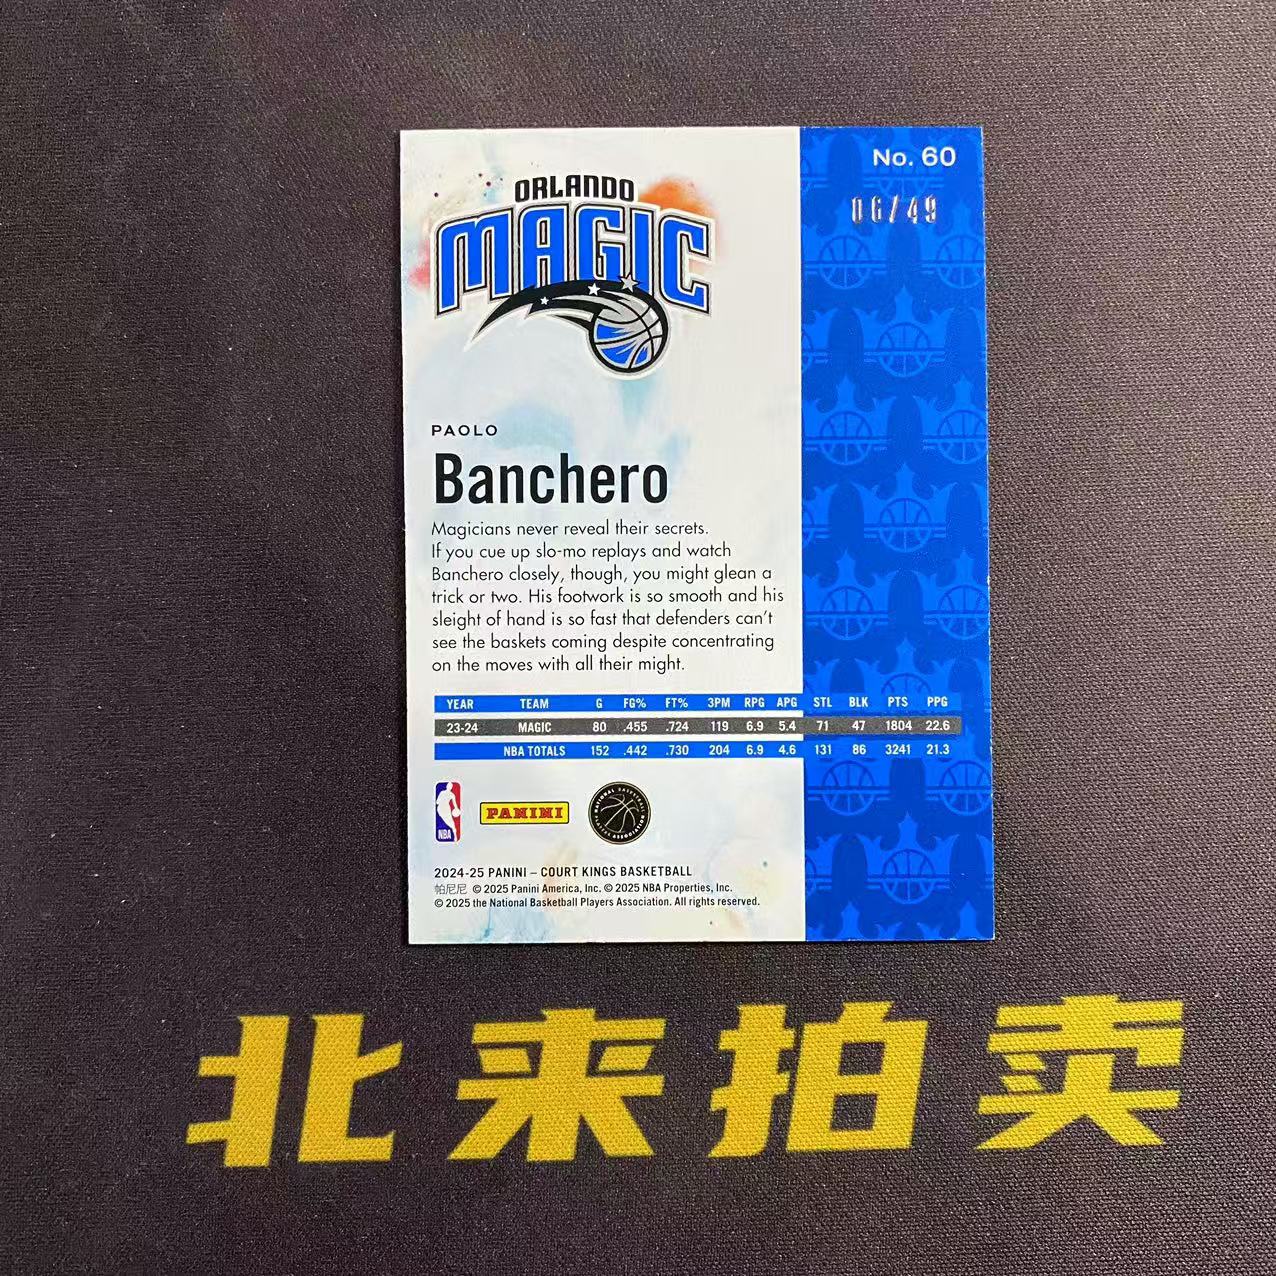 No. 60
06/49
ORLANDO
MAGIC
PAOLO
Banchero
Magicians never reveal their secrets.
If you cue up slo-mo replays and watch
Banchero closely, though, you might glean a
trick or two. His footwork is so smooth and his
sleight of hand is so fast that defenders can't
see the baskets coming despite concentrating
on the moves with all their might.
YEAR TEAM G FG% FT% 3PM RPG APG STL BLK PTS PPG
23-24 MAGIC 80 .455 .724 119 6.9 5.4 71 47 1804 22.6
NBA TOTALS 152 .442 .730 204 6.9 4.6 131 86 3241 21.3
NBA
PANINI
NATIONAL BASKETBALL PLAYERS ASSOCIATION
2024-25 PANINI – COURT KINGS BASKETBALL
帕尼尼 © 2025 Panini America, Inc. © 2025 NBA Properties, Inc.
© 2025 the National Basketball Players Association. All rights reserved.
北来拍卖